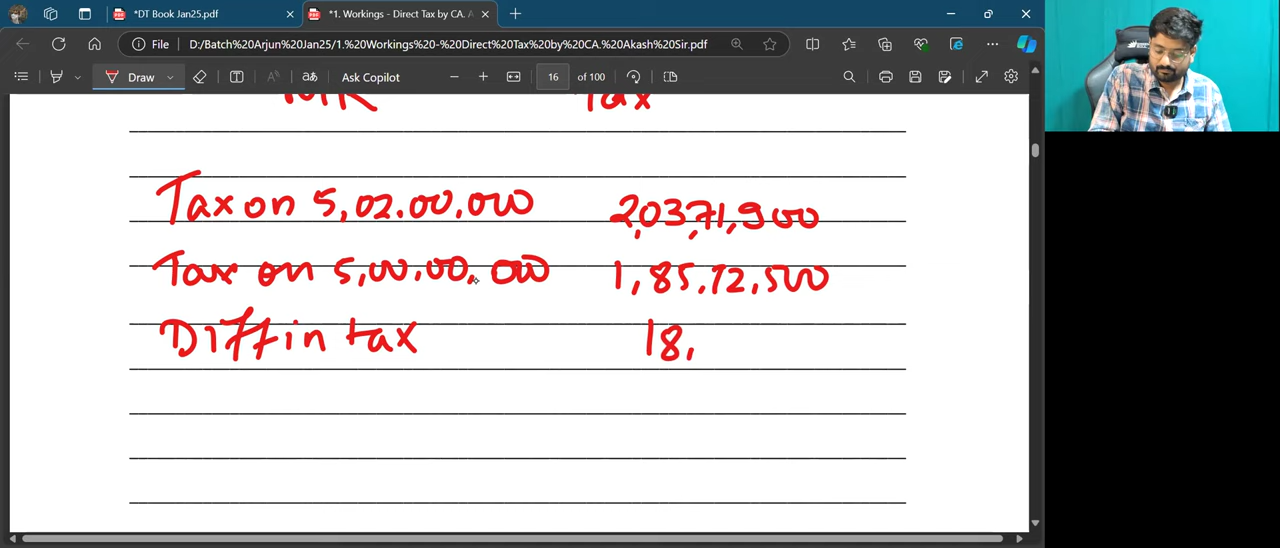 *DT Book Jan25.pdf
*1. Workings - Direct Tax by CA. A
File D:/Batch%20Arjun%20Jan25/1.%20Workings%20-%20Direct%20Tax%20by%20CA.%20Akash%20Sir.pdf
Draw Ask Copilot 16 of 100
Tax
Tax on 5,02,00,000 2,03,71,900
Tax on 5,00,00,000 1,85,72,500
Diff in tax 18,